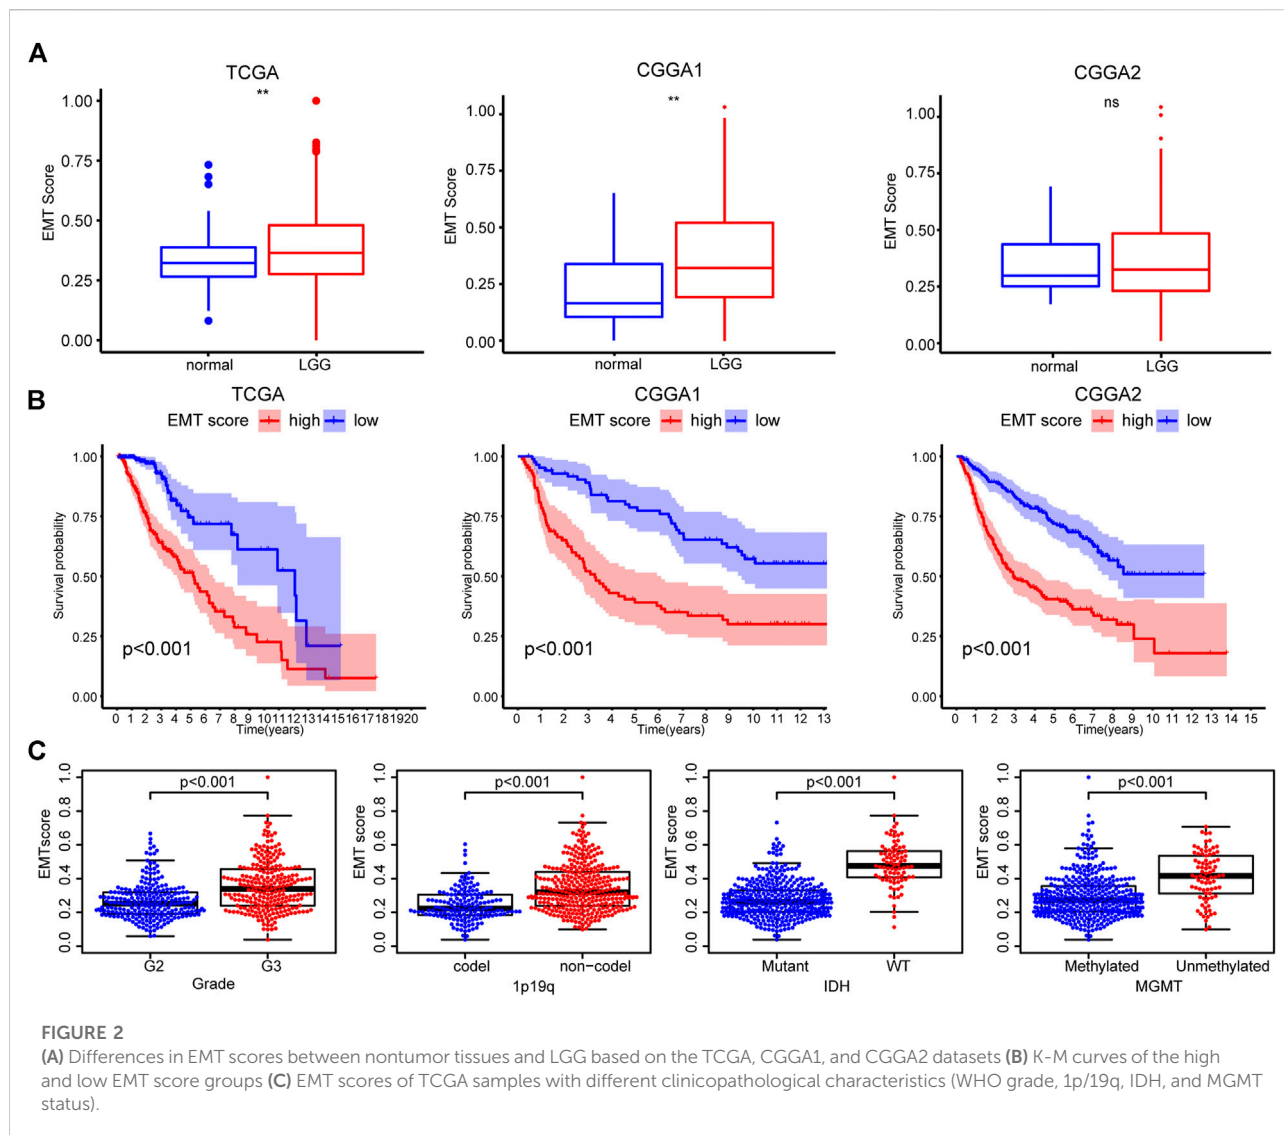 A
TCGA
**
EMT Score
1.00
0.75
0.50
0.25
0.00
normal LGG
CGGA1
**
EMT Score
1.00
0.75
0.50
0.25
0.00
normal LGG
CGGA2
ns
EMT Score
1.00
0.75
0.50
0.25
0.00
normal LGG
B
TCGA
EMT score high low
Survival probability
1.00
0.75
0.50
0.25
0.00
p<0.001
0 1 2 3 4 5 6 7 8 9 10 11 12 13 14 15 16 17 18 19 20
Time(years)
CGGA1
EMT score high low
Survival probability
1.00
0.75
0.50
0.25
0.00
p<0.001
0 1 2 3 4 5 6 7 8 9 10 11 12 13
Time(years)
CGGA2
EMT score high low
Survival probability
1.00
0.75
0.50
0.25
0.00
p<0.001
0 1 2 3 4 5 6 7 8 9 10 11 12 13 14 15
Time(years)
C
p<0.001
EMTscore
1.0
0.8
0.6
0.4
0.2
0.0
G2 G3
Grade
p<0.001
EMTscore
1.0
0.8
0.6
0.4
0.2
0.0
codel non-codel
1p19q
p<0.001
EMT score
1.0
0.8
0.6
0.4
0.2
0.0
Mutant WT
IDH
p<0.001
EMT score
1.0
0.8
0.6
0.4
0.2
0.0
Methylated Unmethylated
MGMT
FIGURE 2
(A) Differences in EMT scores between nontumor tissues and LGG based on the TCGA, CGGA1, and CGGA2 datasets (B) K-M curves of the high
and low EMT score groups (C) EMT scores of TCGA samples with different clinicopathological characteristics (WHO grade, 1p/19q, IDH, and MGMT
status).